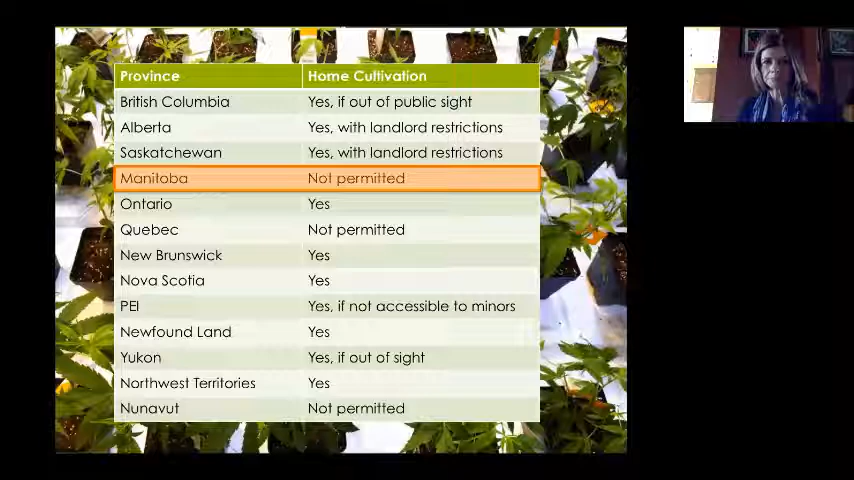 Province Home Cultivation
British Columbia Yes, if out of public sight
Alberta Yes, with landlord restrictions
Saskatchewan Yes, with landlord restrictions
Manitoba Not permitted
Ontario Yes
Quebec Not permitted
New Brunswick Yes
Nova Scotia Yes
PEI Yes, if not accessible to minors
Newfound Land Yes
Yukon Yes, if out of sight
Northwest Territories Yes
Nunavut Not permitted